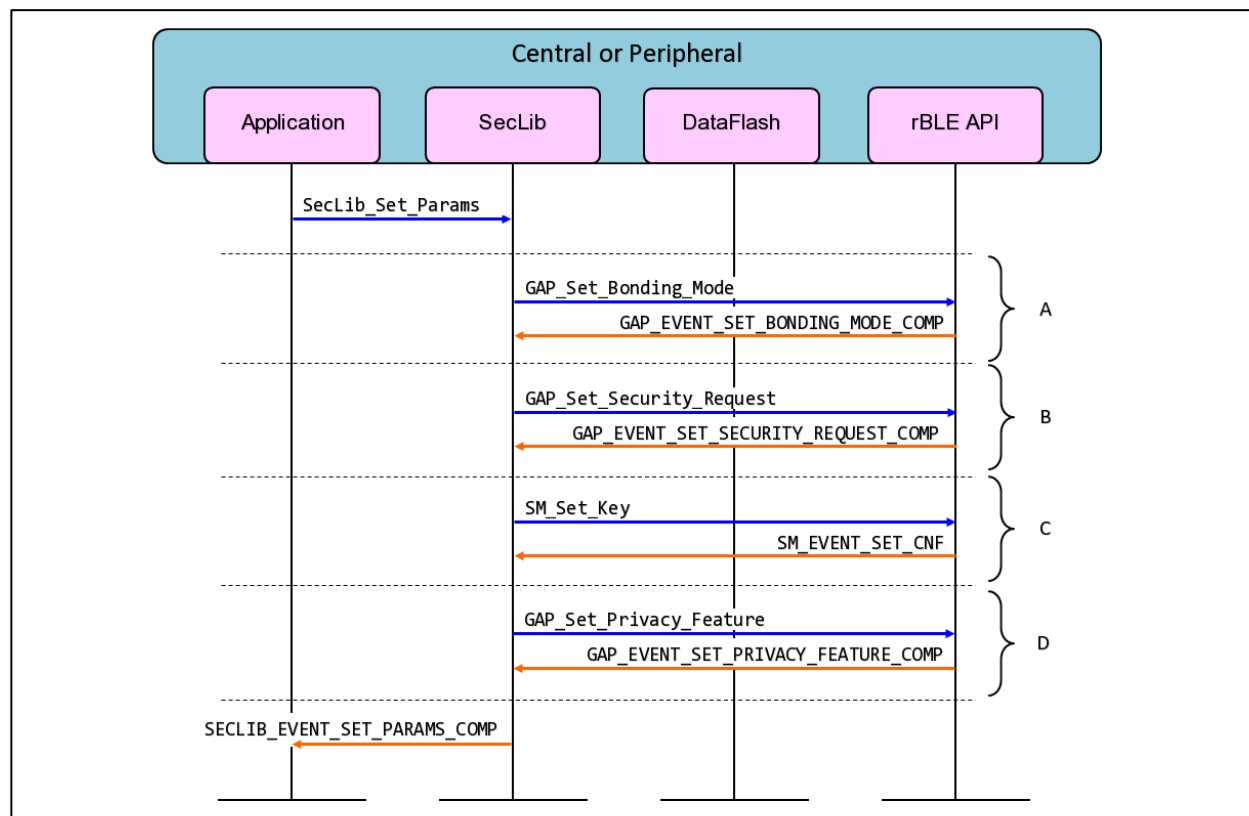 Central or Peripheral
Application
SecLib
DataFlash
rBLE API
SecLib_Set_Params
GAP_Set_Bonding_Mode
GAP_EVENT_SET_BONDING_MODE_COMP
A
GAP_Set_Security_Request
GAP_EVENT_SET_SECURITY_REQUEST_COMP
B
SM_Set_Key
SM_EVENT_SET_CNF
C
GAP_Set_Privacy_Feature
GAP_EVENT_SET_PRIVACY_FEATURE_COMP
D
SECLIB_EVENT_SET_PARAMS_COMP